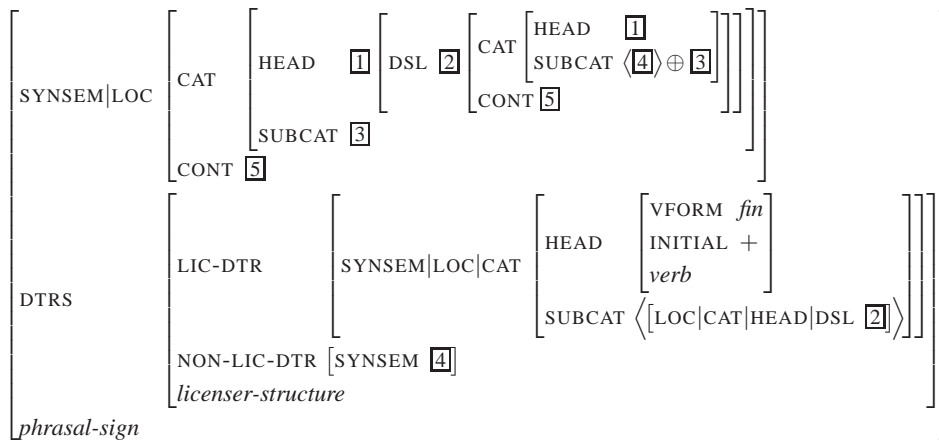 HEAD 1
CAT
SUBCAT ⟨4⟩ ⊕ 3
HEAD 1 DSL 2
CAT
CONT 5
SYNSEM|LOC
SUBCAT 3
CONT 5
VFORM fin
HEAD INITIAL +
LIC-DTR SYNSEM|LOC|CAT
verb
DTRS
SUBCAT ⟨[LOC|CAT|HEAD|DSL 2]⟩
NON-LIC-DTR [SYNSEM 4]
licenser-structure
phrasal-sign